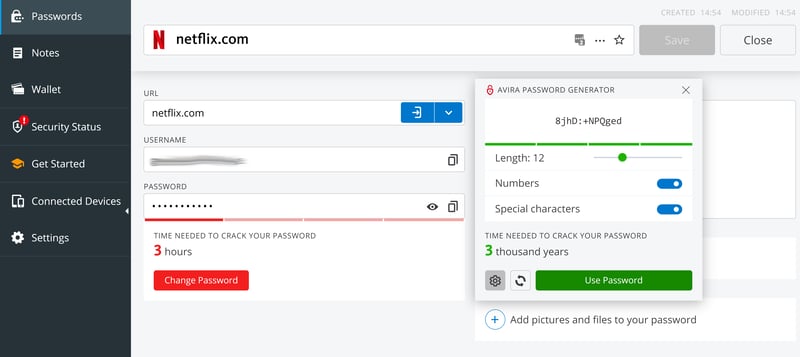 CREATED 14:54 MODIFIED 14:54
Passwords
Notes
Wallet
Security Status
Get Started
Connected Devices
Settings
N netflix.com
Save
Close
URL
netflix.com
USERNAME
PASSWORD
TIME NEEDED TO CRACK YOUR PASSWORD
3 hours
Change Password
AVIRA PASSWORD GENERATOR
8jhD:+NPQged
Length: 12
Numbers
Special characters
TIME NEEDED TO CRACK YOUR PASSWORD
3 thousand years
Use Password
Add pictures and files to your password